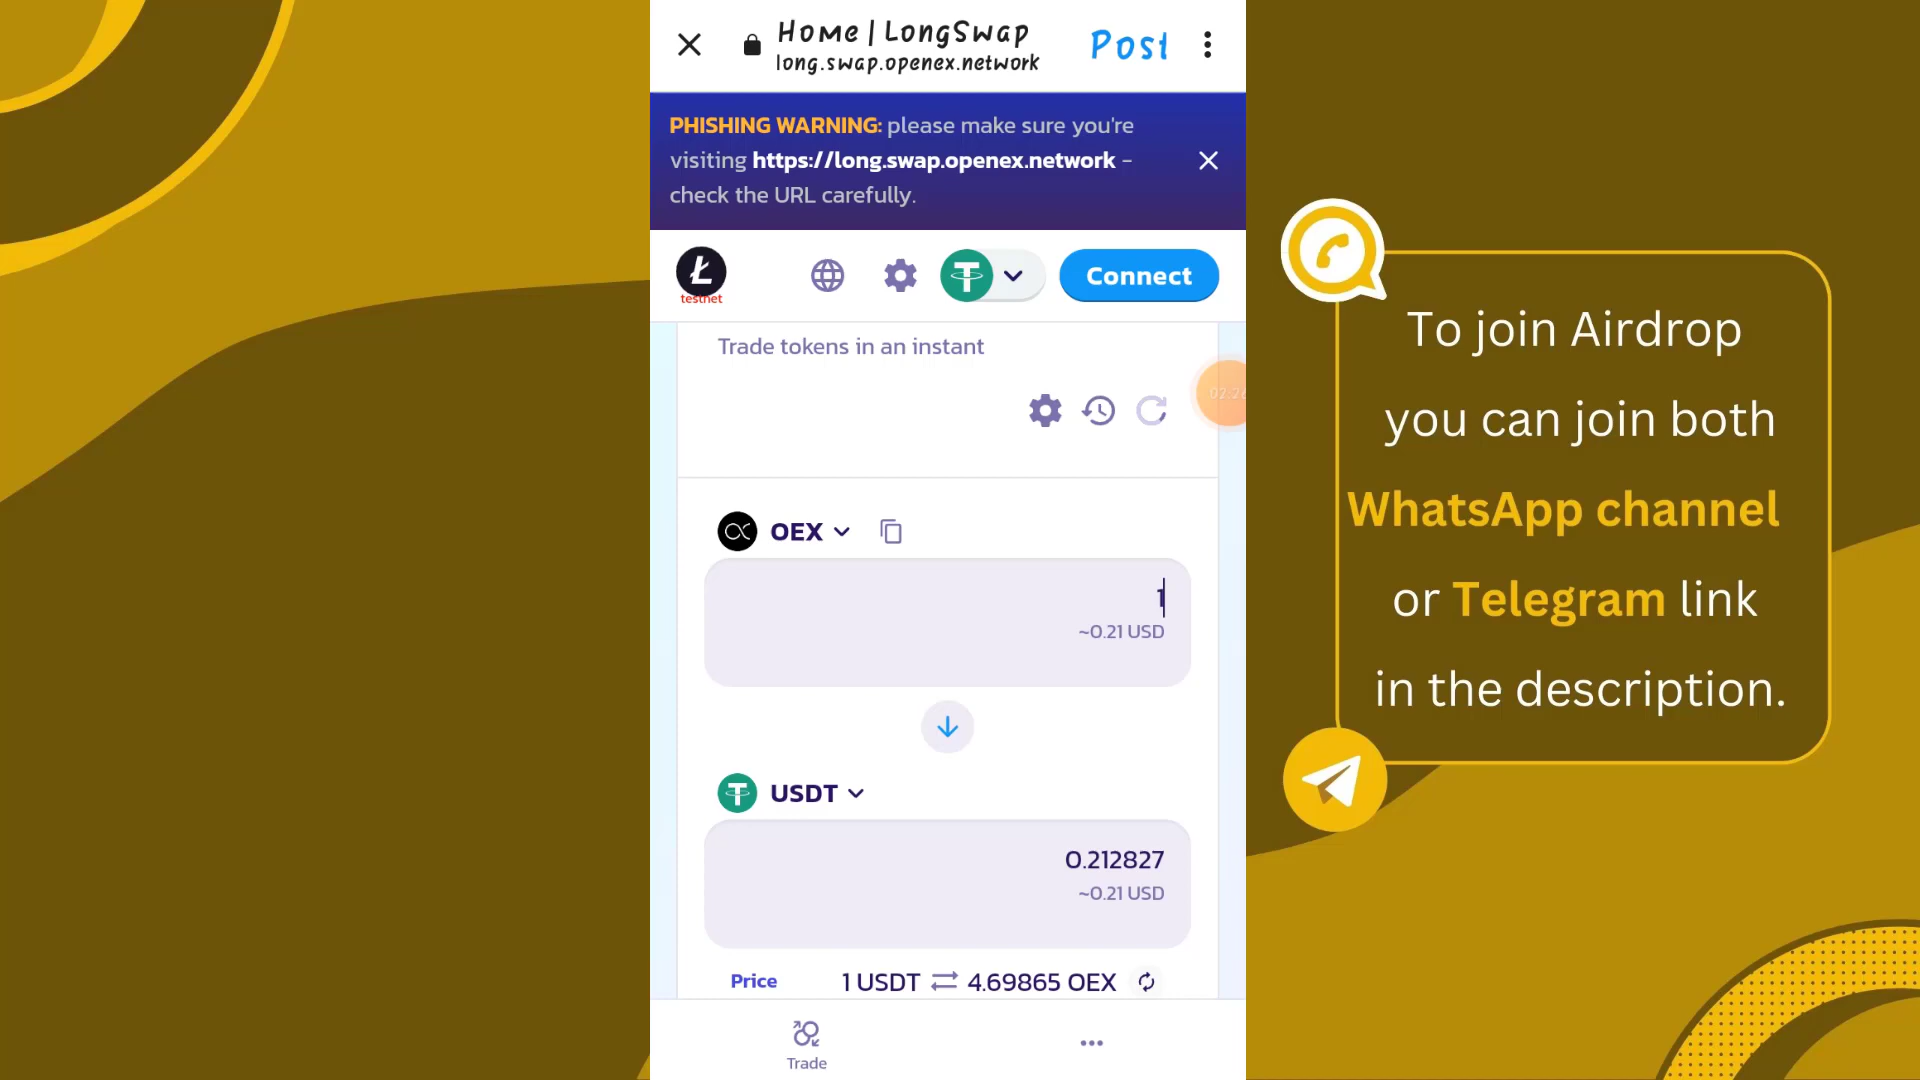 Home | LongSwap
long.swap.openex.network
Post
PHISHING WARNING: please make sure you're
visiting https://long.swap.openex.network -
check the URL carefully.
testnet
Connect
Trade tokens in an instant
02:26
OEX
1
~0.21 USD
USDT
0.212827
~0.21 USD
Price 1 USDT 4.69865 OEX
Trade
To join Airdrop
you can join both
WhatsApp channel
or Telegram link
in the description.